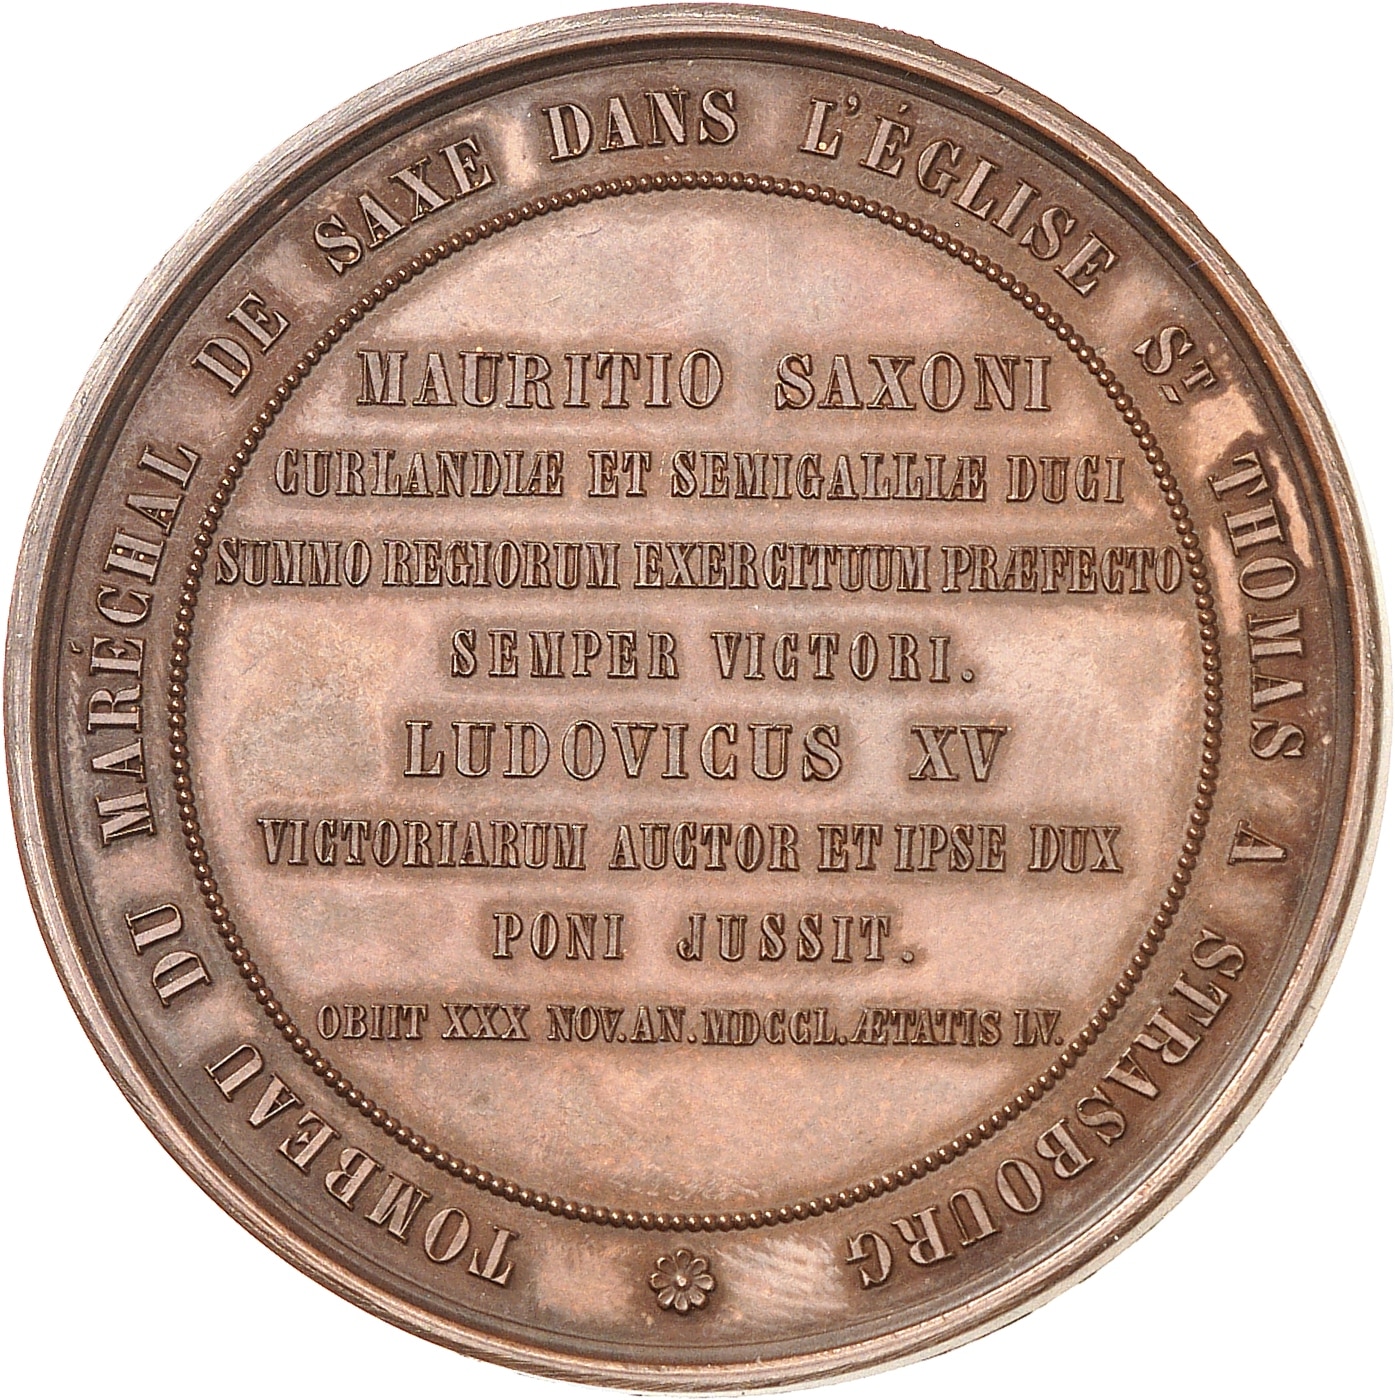 TOMBEAU DU MARÉCHAL DE SAXE DANS L'ÉGLISE ST THOMAS A STRASBOURG
MAURITIO SAXONI
CURLANDIÆ ET SEMIGALLIÆ DUCI
SUMMO REGIORUM EXERCITUUM PRÆFECTO
SEMPER VICTORI.
LUDOVICUS XV
VICTORIARUM AUCTOR ET IPSE DUX
PONI JUSSIT.
OBIIT XXX NOV. AN. MDCCL. ÆTATIS LV.